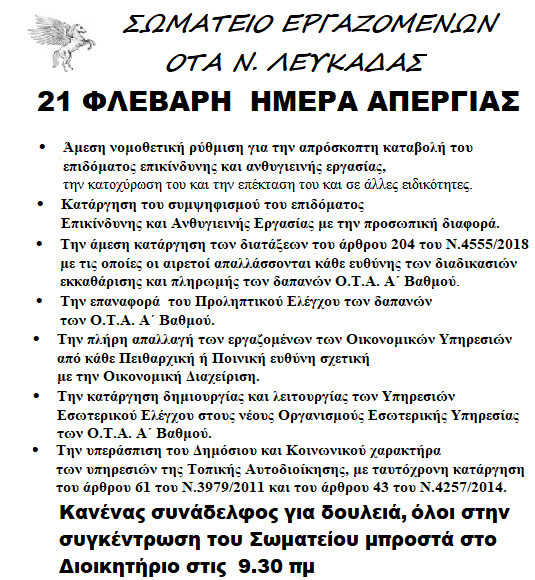 ΣΩΜΑΤΕΙΟ ΕΡΓΑΖΟΜΕΝΩΝ
ΟΤΑ Ν. ΛΕΥΚΑΔΑΣ
21 ΦΛΕΒΑΡΗ ΗΜΕΡΑ ΑΠΕΡΓΙΑΣ
• Άμεση νομοθετική ρύθμιση για την απρόσκοπτη καταβολή του
επιδόματος επικίνδυνης και ανθυγιεινής εργασίας,
την κατοχύρωση του και την επέκταση του και σε άλλες ειδικότητες.
• Κατάργηση του συμψηφισμού του επιδόματος
Επικίνδυνης και Ανθυγιεινής Εργασίας με την προσωπική διαφορά.
• Την άμεση κατάργηση των διατάξεων του άρθρου 204 του Ν.4555/2018
με τις οποίες οι αιρετοί απαλλάσσονται κάθε ευθύνης των διαδικασιών
εκκαθάρισης και πληρωμής των δαπανών Ο.Τ.Α. Α΄ Βαθμού.
• Την επαναφορά του Προληπτικού Ελέγχου των δαπανών
των Ο.Τ.Α. Α΄ Βαθμού.
• Την πλήρη απαλλαγή των εργαζομένων των Οικονομικών Υπηρεσιών
από κάθε Πειθαρχική ή Ποινική ευθύνη σχετική
με την Οικονομική Διαχείριση.
• Την κατάργηση δημιουργίας και λειτουργίας των Υπηρεσιών
Εσωτερικού Ελέγχου στους νέους Οργανισμούς Εσωτερικής Υπηρεσίας
των Ο.Τ.Α. Α΄ Βαθμού.
• Την υπεράσπιση του Δημόσιου και Κοινωνικού χαρακτήρα
των υπηρεσιών της Τοπικής Αυτοδιοίκησης, με ταυτόχρονη κατάργηση
του άρθρου 61 του Ν.3979/2011 και του άρθρου 43 του Ν.4257/2014.
Κανένας συνάδελφος για δουλειά, όλοι στην
συγκέντρωση του Σωματείου μπροστά στο
Διοικητήριο στις 9.30 πμ